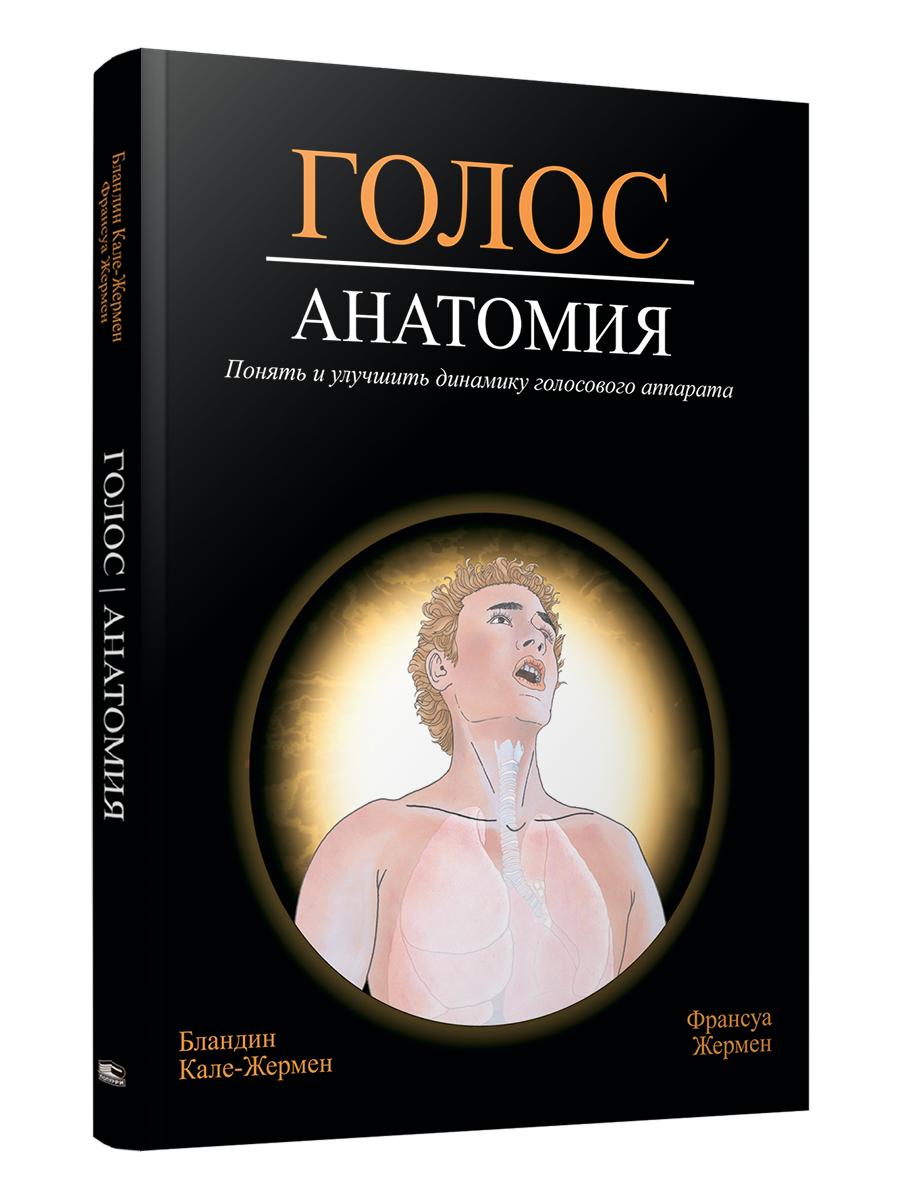 ГОЛОС
АНАТОМИЯ
Понять и улучшить динамику голосового аппарата
Бландин
Кале-Жермен
Франсуа
Жермен
Бландин Кале-Жермен
Франсуа Жермен
ГОЛОС | АНАТОМИЯ
ПОПУРРИ